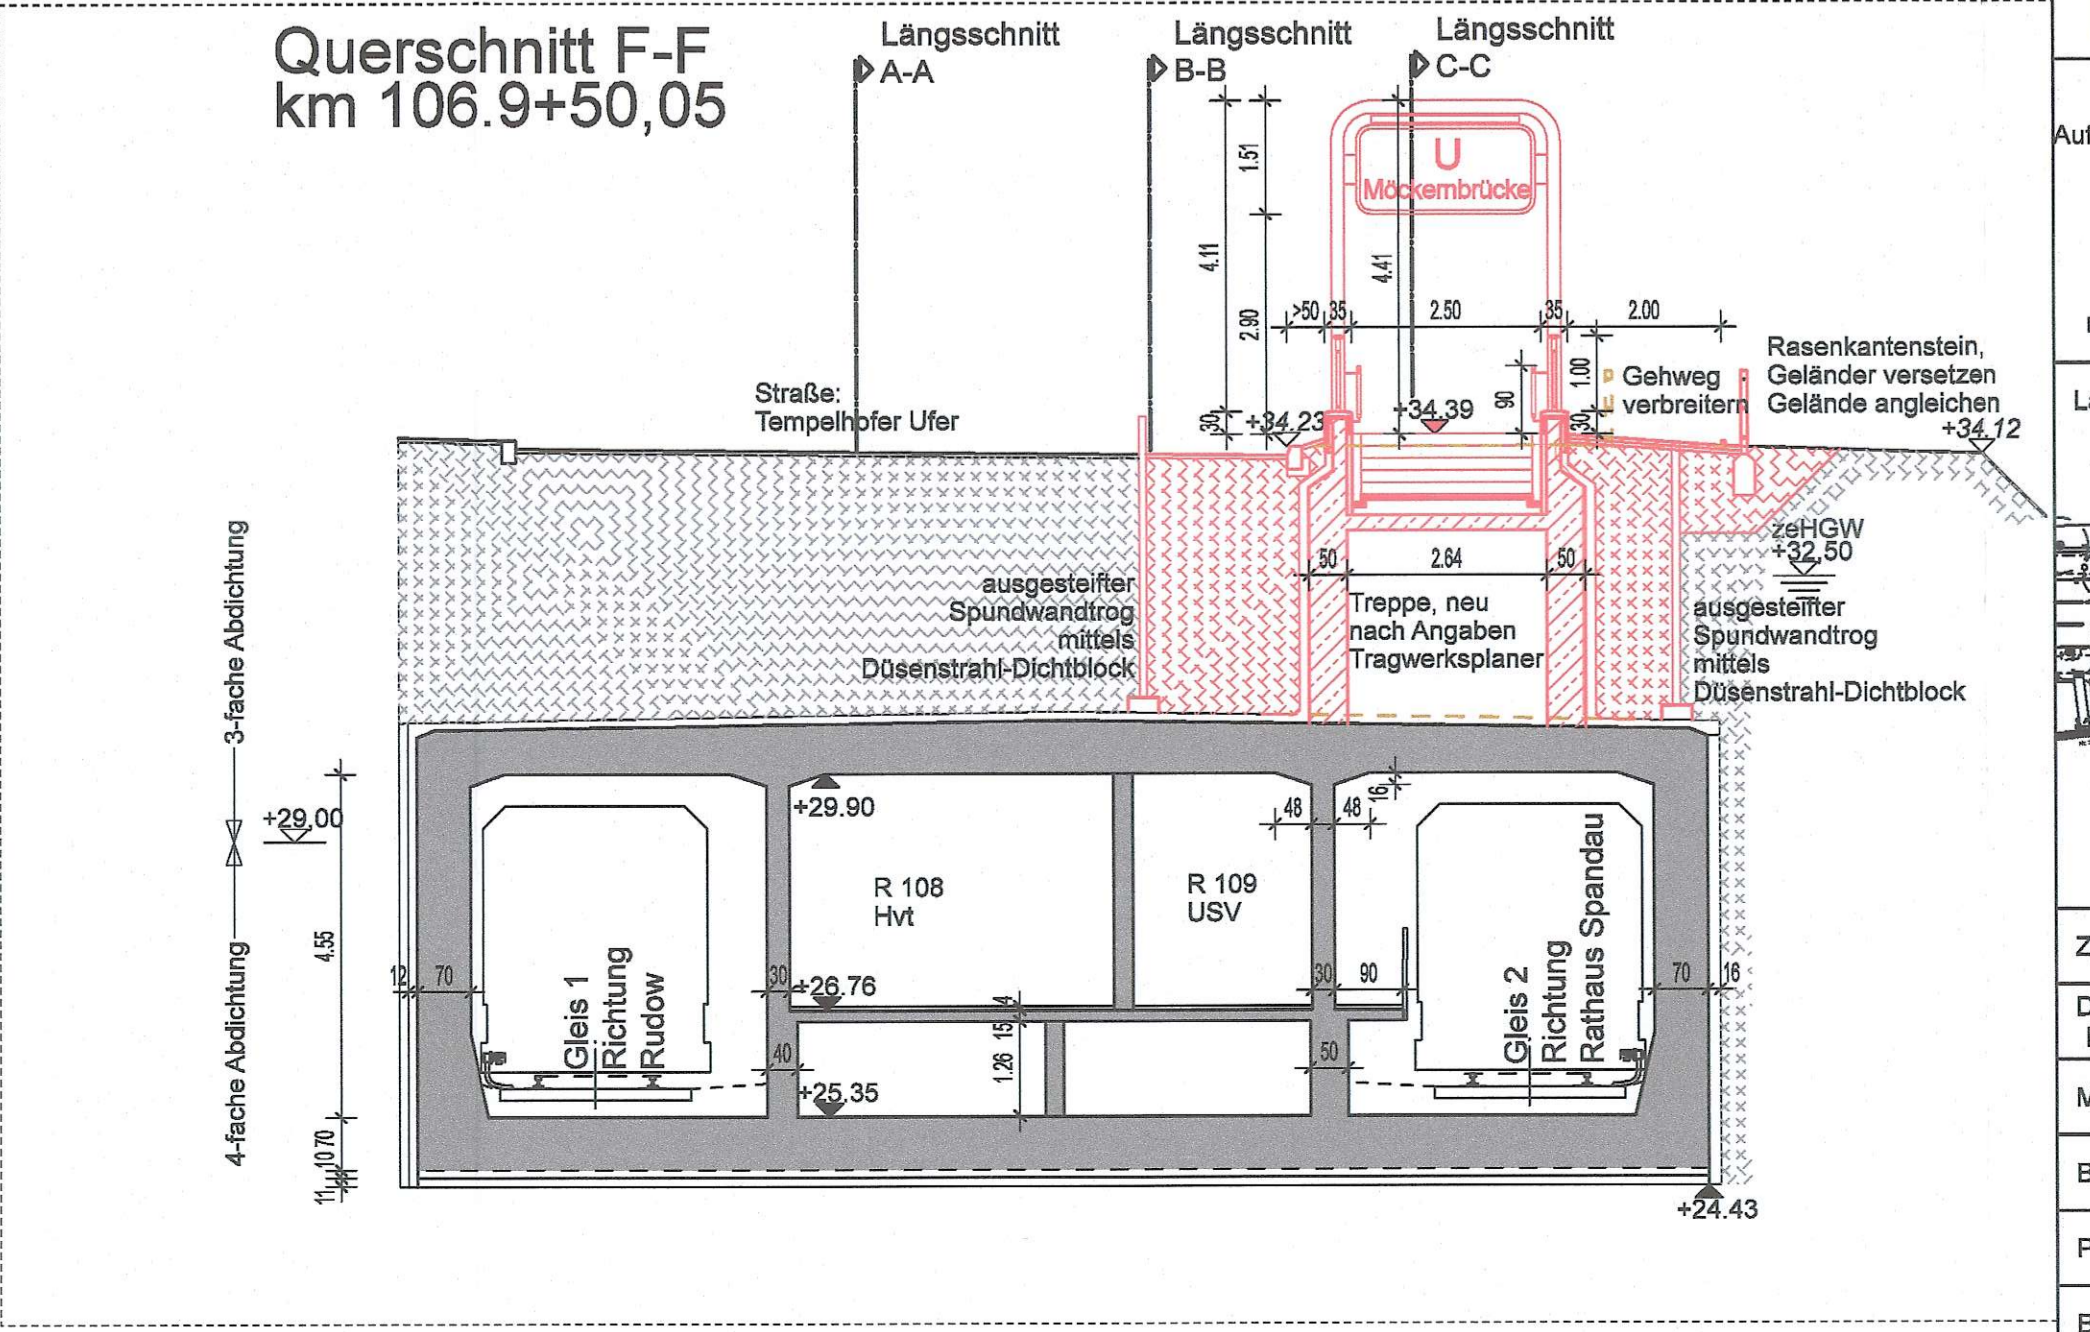 Querschnitt F-F
km 106.9+50,05
Längsschnitt
A-A
Längsschnitt
B-B
Längsschnitt
C-C
U
Möckernbrücke
1.51
4.11
4.41
2.90
>50
35
2.50
35
2.00
1.00
90
30
30
Straße:
Tempelhofer Ufer
+34.23
+34.39
Gehweg
verbreitern
Rasenkantenstein,
Geländer versetzen
Gelände angleichen
+34.12
zeHGW
+32,50
50
2.64
50
ausgesteifter
Spundwandtrog
mittels
Düsenstrahl-Dichtblock
Treppe, neu
nach Angaben
Tragwerksplaner
ausgesteifter
Spundwandtrog
mittels
Düsenstrahl-Dichtblock
3-fache Abdichtung
+29,00
4-fache Abdichtung
4.55
10 70
11
+29.90
48
48
16
R 108
Hvt
R 109
USV
12
70
30
+26.76
30
90
70
16
4
15
1.26
40
50
+25.35
Gleis 1
Richtung
Rudow
Gleis 2
Richtung
Rathaus Spandau
+24.43
Auf
Z
B